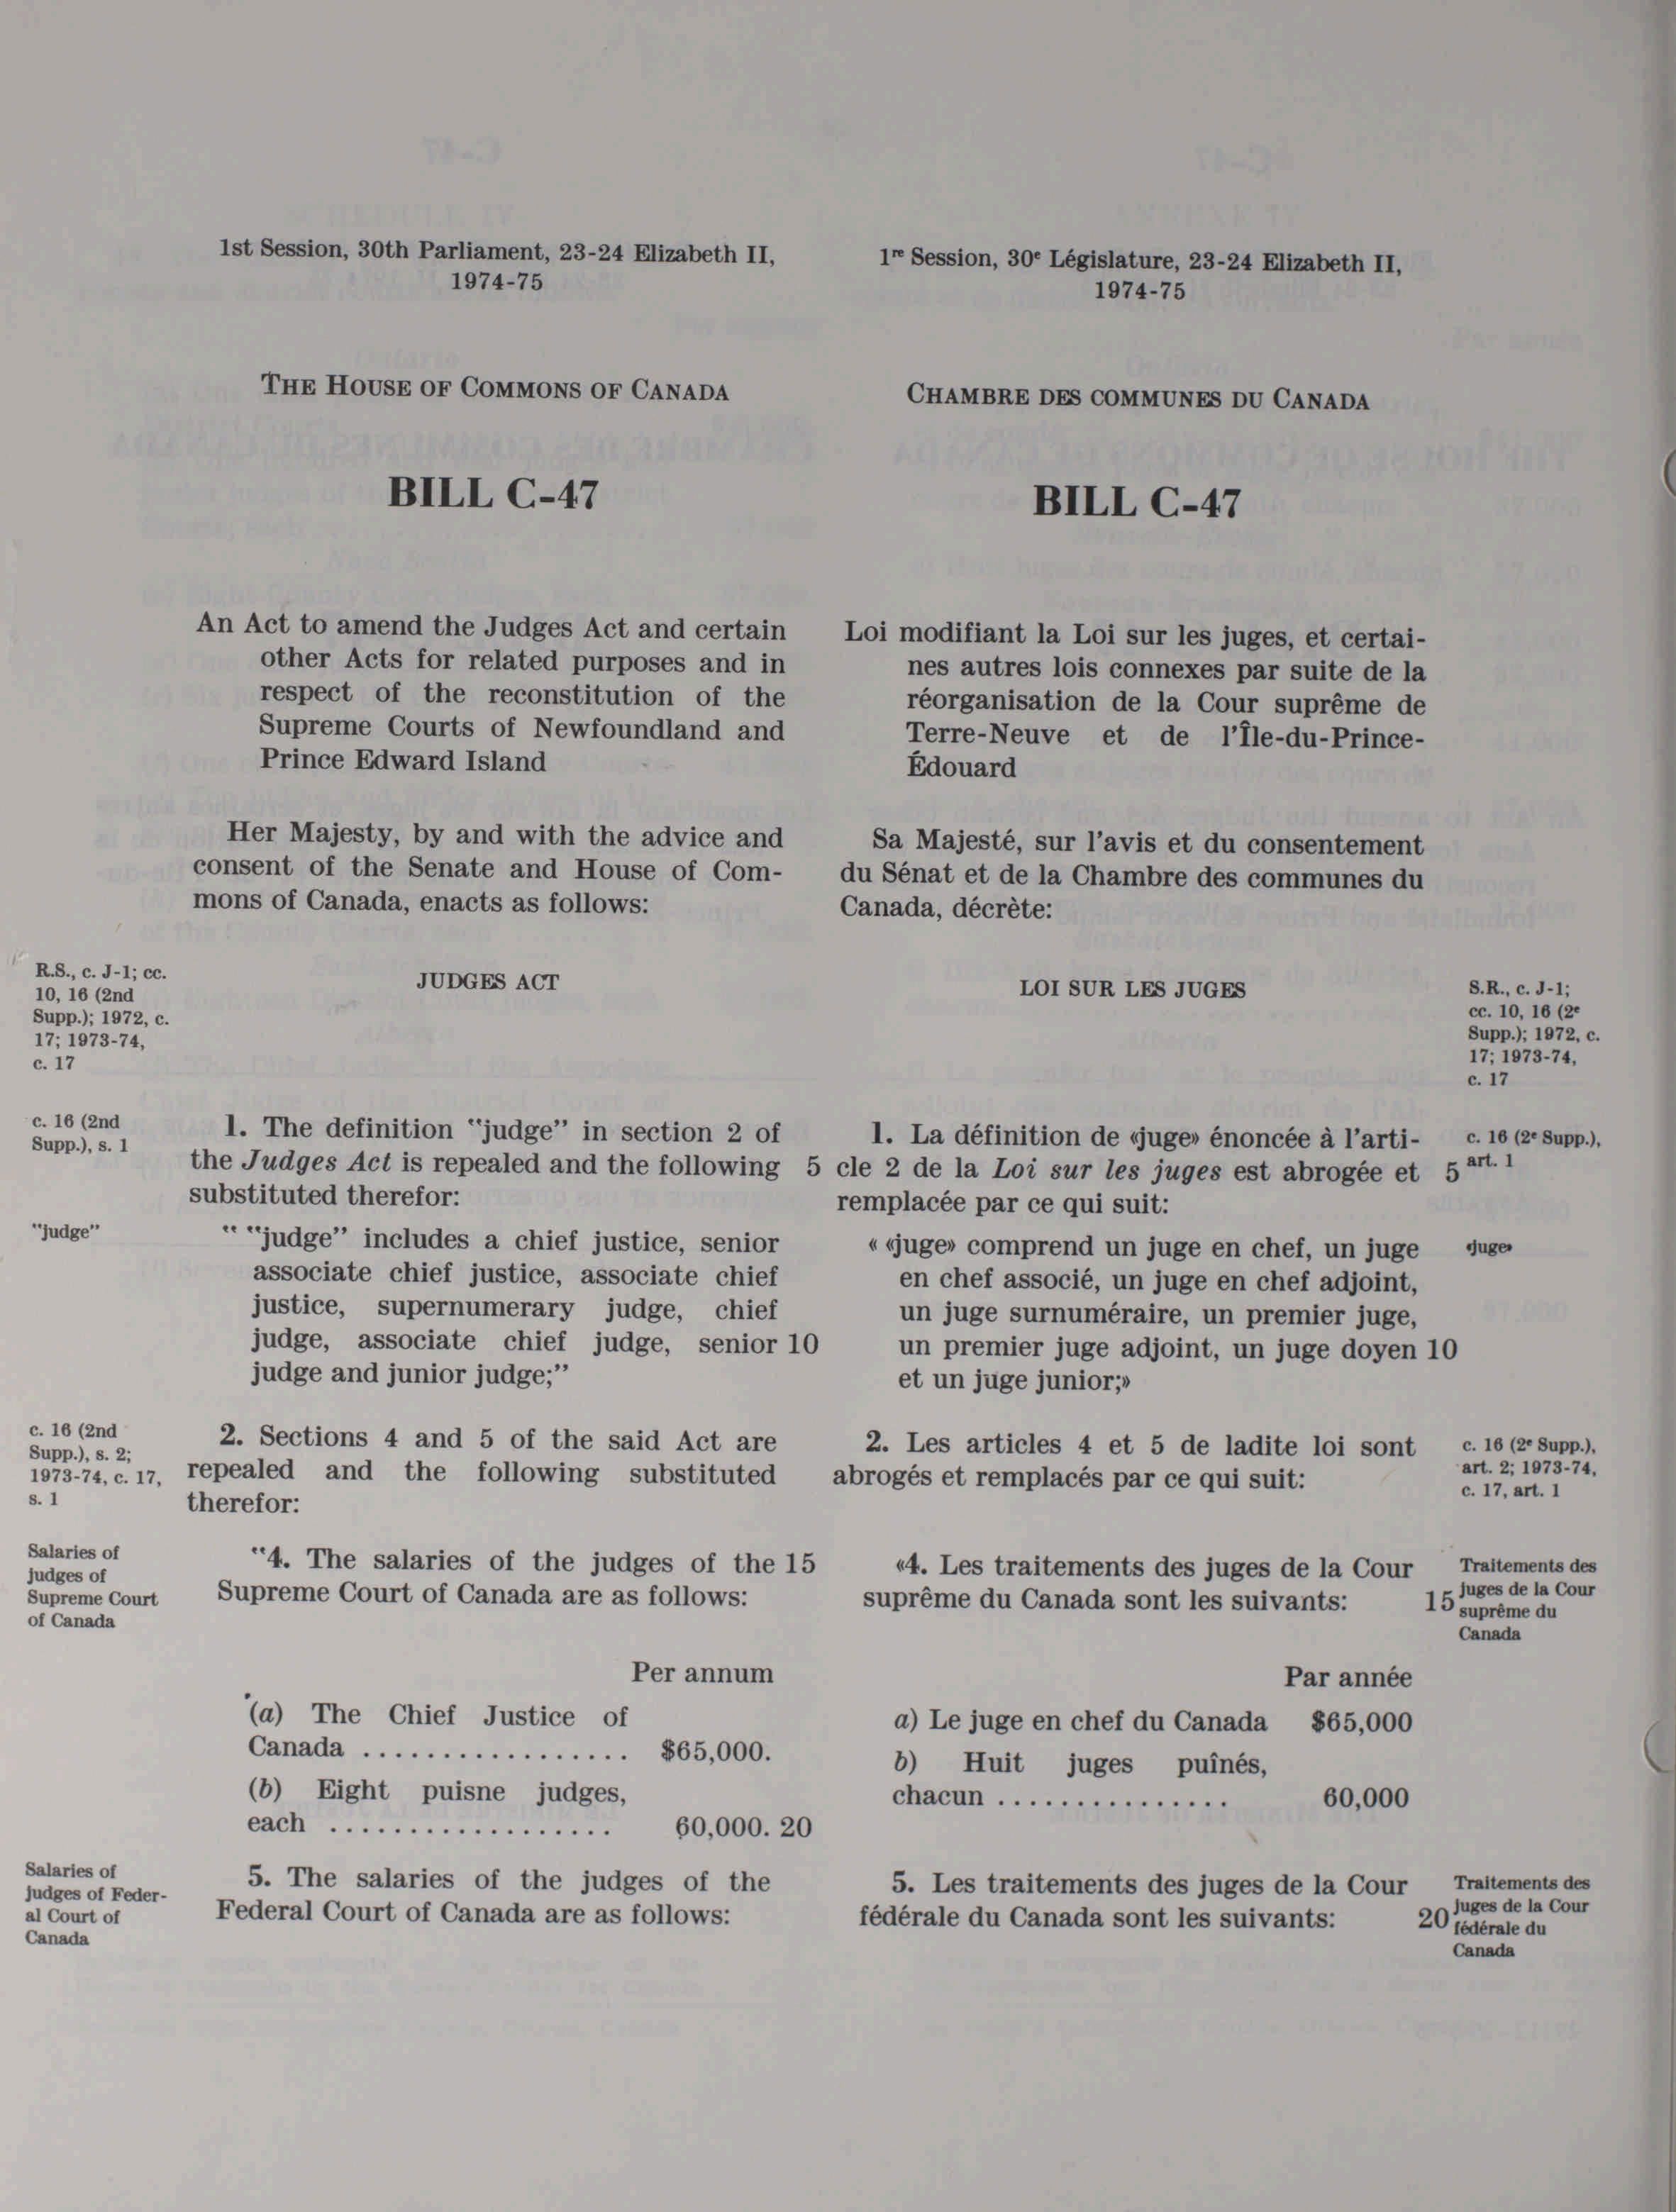 1st Session, 30th Parliament, 23-24 Elizabeth II,
1974-75
THE HOUSE OF COMMONS OF CANADA
BILL C-47
An Act to amend the Judges Act and certain
other Acts for related purposes and in
respect of the reconstitution of the
Supreme Courts of Newfoundland and
Prince Edward Island
Her Majesty, by and with the advice and
consent of the Senate and House of Com-
mons of Canada, enacts as follows:
R.S., c. J-1; cc.
10, 16 (2nd
Supp.); 1972, c.
17; 1973-74,
c. 17
JUDGES ACT
c. 16 (2nd
Supp.), s. 1
1. The definition "judge" in section 2 of
the Judges Act is repealed and the following 5
substituted therefor:
"judge"
" "judge" includes a chief justice, senior
associate chief justice, associate chief
justice, supernumerary judge, chief
judge, associate chief judge, senior 10
judge and junior judge;"
c. 16 (2nd
Supp.), s. 2;
1973-74, c. 17,
s. 1
2. Sections 4 and 5 of the said Act are
repealed and the following substituted
therefor:
Salaries of
judges of
Supreme Court
of Canada
"4. The salaries of the judges of the 15
Supreme Court of Canada are as follows:
Per annum
(a) The Chief Justice of
Canada ................. $65,000.
(b) Eight puisne judges,
each .................. 60,000. 20
Salaries of
judges of Feder-
al Court of
Canada
5. The salaries of the judges of the
Federal Court of Canada are as follows:
1re Session, 30e Législature, 23-24 Elizabeth II,
1974-75
CHAMBRE DES COMMUNES DU CANADA
BILL C-47
Loi modifiant la Loi sur les juges, et certai-
nes autres lois connexes par suite de la
réorganisation de la Cour suprême de
Terre-Neuve et de l'Île-du-Prince-
Édouard
Sa Majesté, sur l'avis et du consentement
du Sénat et de la Chambre des communes du
Canada, décrète:
LOI SUR LES JUGES
S.R., c. J-1;
cc. 10, 16 (2e
Supp.); 1972, c.
17; 1973-74,
c. 17
1. La définition de «juge» énoncée à l'arti-
cle 2 de la Loi sur les juges est abrogée et 5
remplacée par ce qui suit:
c. 16 (2e Supp.),
art. 1
« «juge» comprend un juge en chef, un juge
en chef associé, un juge en chef adjoint,
un juge surnuméraire, un premier juge,
un premier juge adjoint, un juge doyen 10
et un juge junior;»
«juge»
2. Les articles 4 et 5 de ladite loi sont
abrogés et remplacés par ce qui suit:
c. 16 (2e Supp.),
art. 2; 1973-74,
c. 17, art. 1
«4. Les traitements des juges de la Cour
suprême du Canada sont les suivants: 15
Traitements des
juges de la Cour
suprême du
Canada
Par année
a) Le juge en chef du Canada $65,000
b) Huit juges puînés,
chacun ............... 60,000
5. Les traitements des juges de la Cour
fédérale du Canada sont les suivants: 20
Traitements des
juges de la Cour
fédérale du
Canada